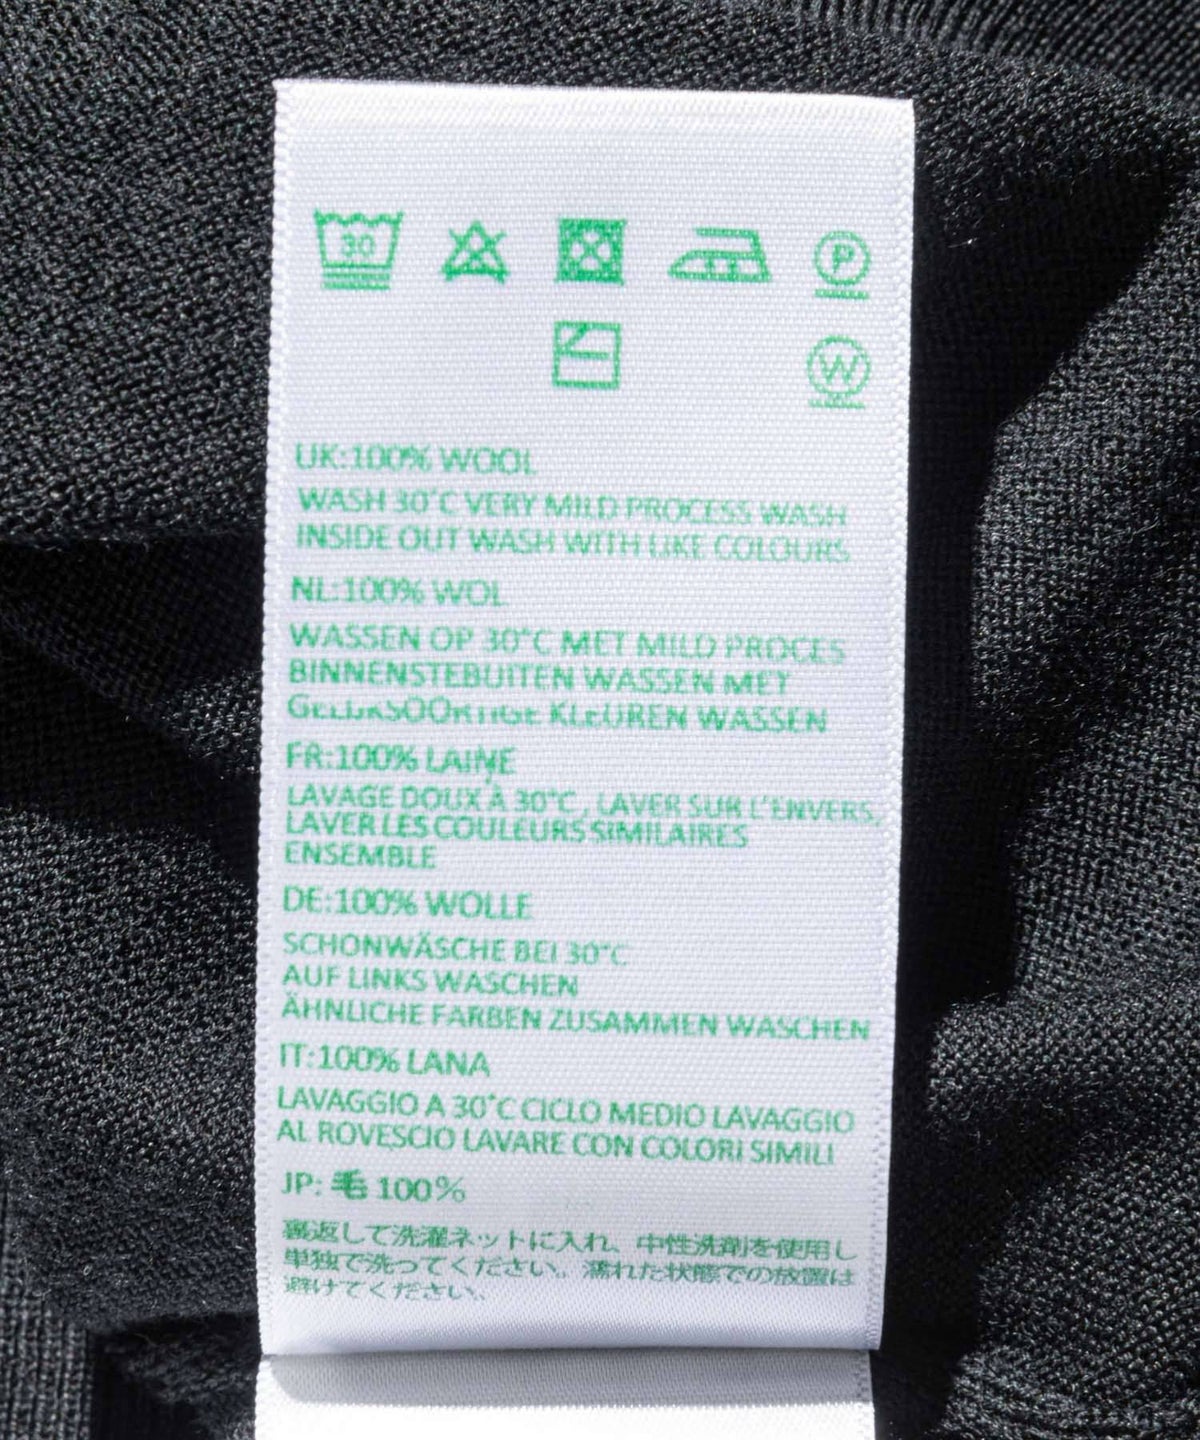 30
P
W
UK:100% WOOL
WASH 30°C VERY MILD PROCESS WASH
INSIDE OUT WASH WITH LIKE COLOURS
NL:100% WOL
WASSEN OP 30°C MET MILD PROCES
BINNENSTEBUITEN WASSEN MET
GELIJKSOORTIGE KLEUREN WASSEN
FR:100% LAINE
LAVAGE DOUX À 30°C, LAVER SUR L'ENVERS,
LAVER LES COULEURS SIMILAIRES
ENSEMBLE
DE:100% WOLLE
SCHONWÄSCHE BEI 30°C
AUF LINKS WASCHEN
ÄHNLICHE FARBEN ZUSAMMEN WASCHEN
IT:100% LANA
LAVAGGIO A 30°C CICLO MEDIO LAVAGGIO
AL ROVESCIO LAVARE CON COLORI SIMILI
JP: 毛 100%
裏返して洗濯ネットに入れ、中性洗剤を使用し
単独で洗ってください。濡れた状態での放置は
避けてください。